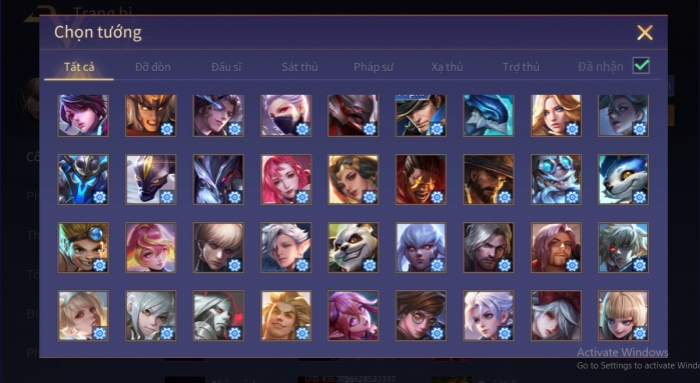 Trang bị
Chọn tướng
Tất cả
Đỡ đòn
Đấu sĩ
Sát thủ
Pháp sư
Xạ thủ
Trợ thủ
Đã nhận
Activate Windows
Go to Settings to activate Wind